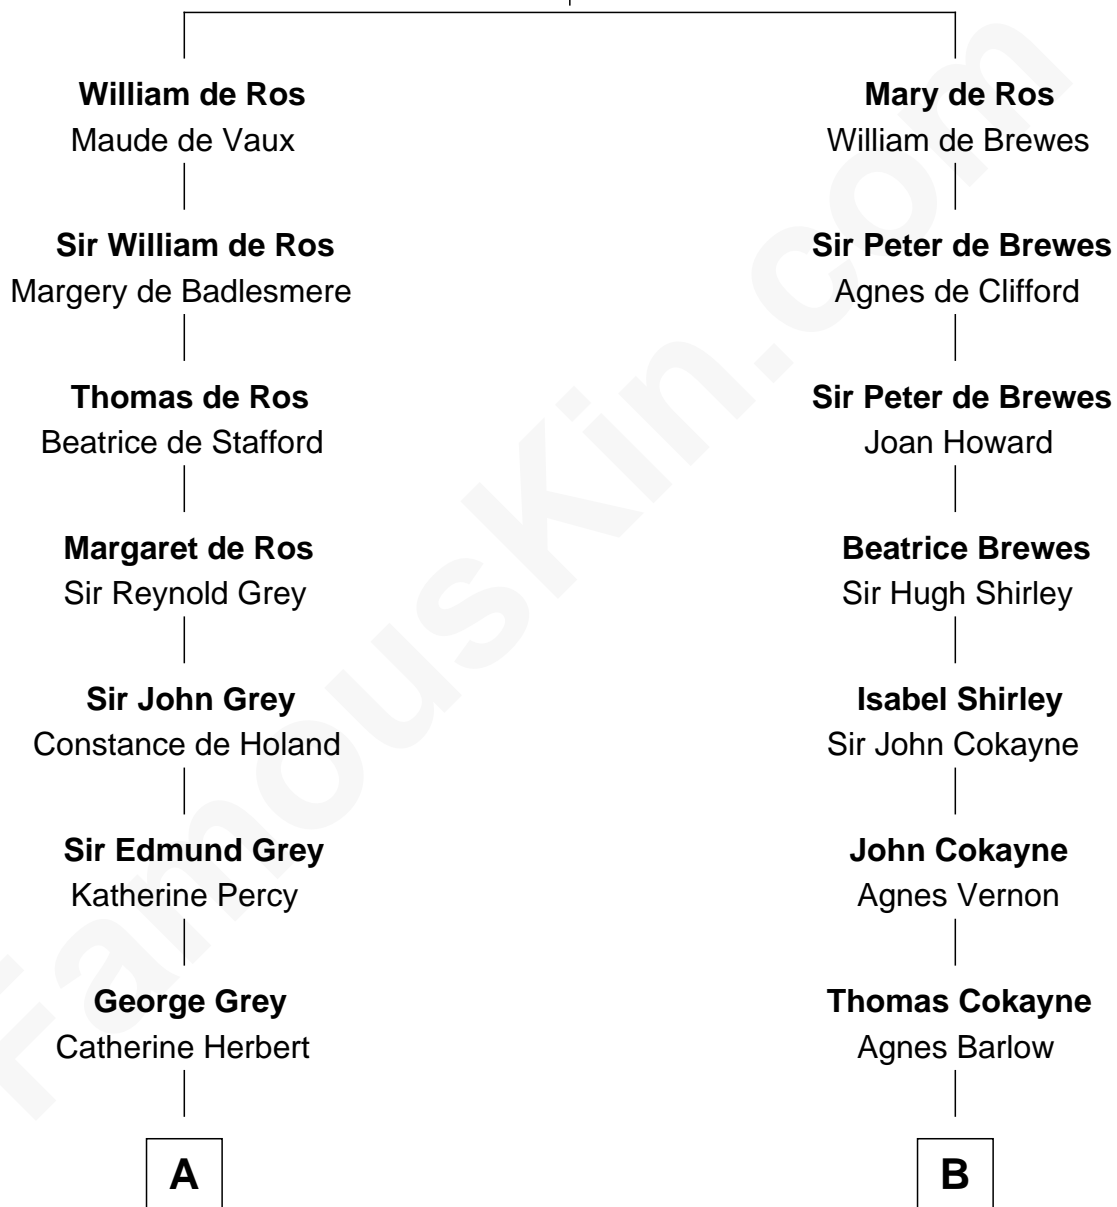 William de Ros
Maude de Vaux
Sir William de Ros
Margery de Badlesmere
Thomas de Ros
Beatrice de Stafford
Margaret de Ros
Sir Reynold Grey
Sir John Grey
Constance de Holand
Sir Edmund Grey
Katherine Percy
George Grey
Catherine Herbert
A
Mary de Ros
William de Brewes
Sir Peter de Brewes
Agnes de Clifford
Sir Peter de Brewes
Joan Howard
Beatrice Brewes
Sir Hugh Shirley
Isabel Shirley
Sir John Cokayne
John Cokayne
Agnes Vernon
Thomas Cokayne
Agnes Barlow
B
FamousKin.com